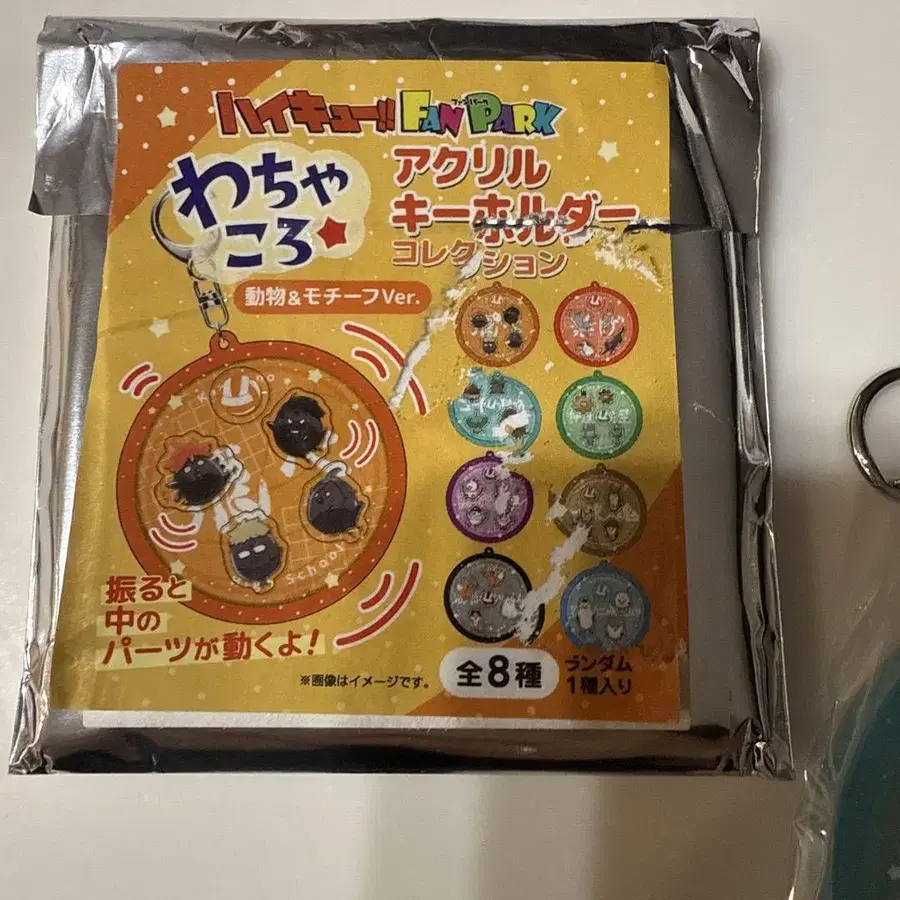 ハイキュー!! FAN PARK
ファンパーク
わちゃ
ころ★
アクリル
キーホルダー
コレクション
動物&モチーフVer.
School
振ると
中の
パーツが動くよ!
※画像はイメージです。
全8種
ランダム
1種入り